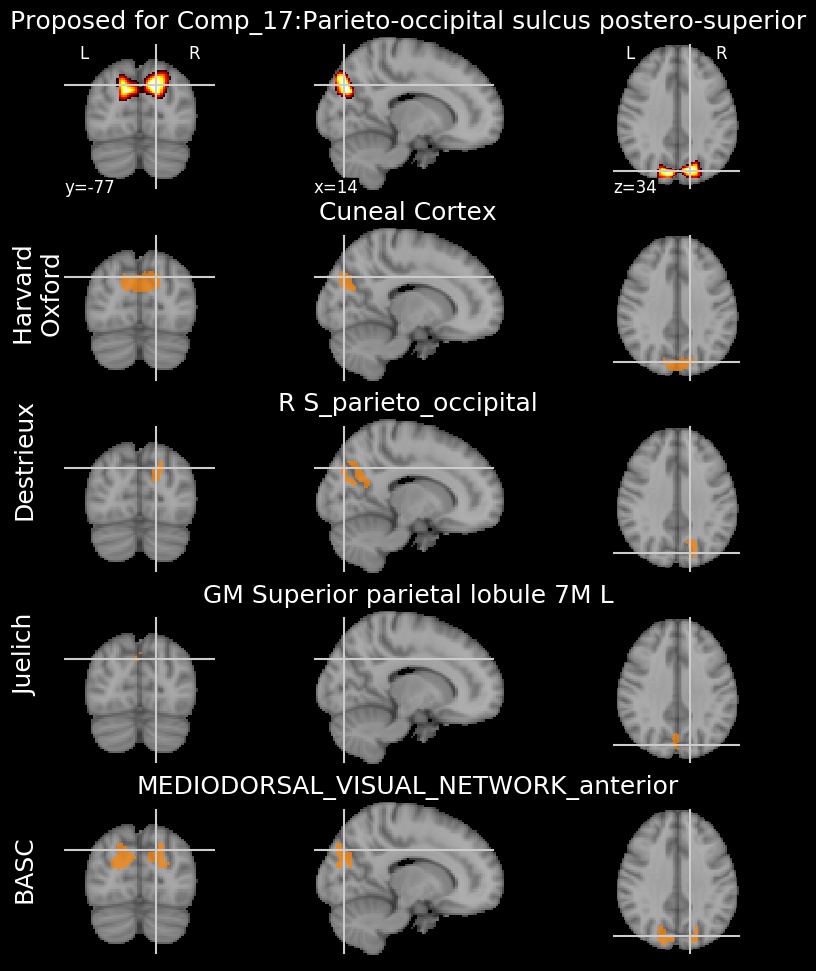 Proposed for Comp_17:Parieto-occipital sulcus postero-superior
L R
L R
y=-77
x=14
z=34
Cuneal Cortex
Harvard
Oxford
R S_parieto_occipital
Destrieux
GM Superior parietal lobule 7M L
Juelich
MEDIODORSAL_VISUAL_NETWORK_anterior
BASC